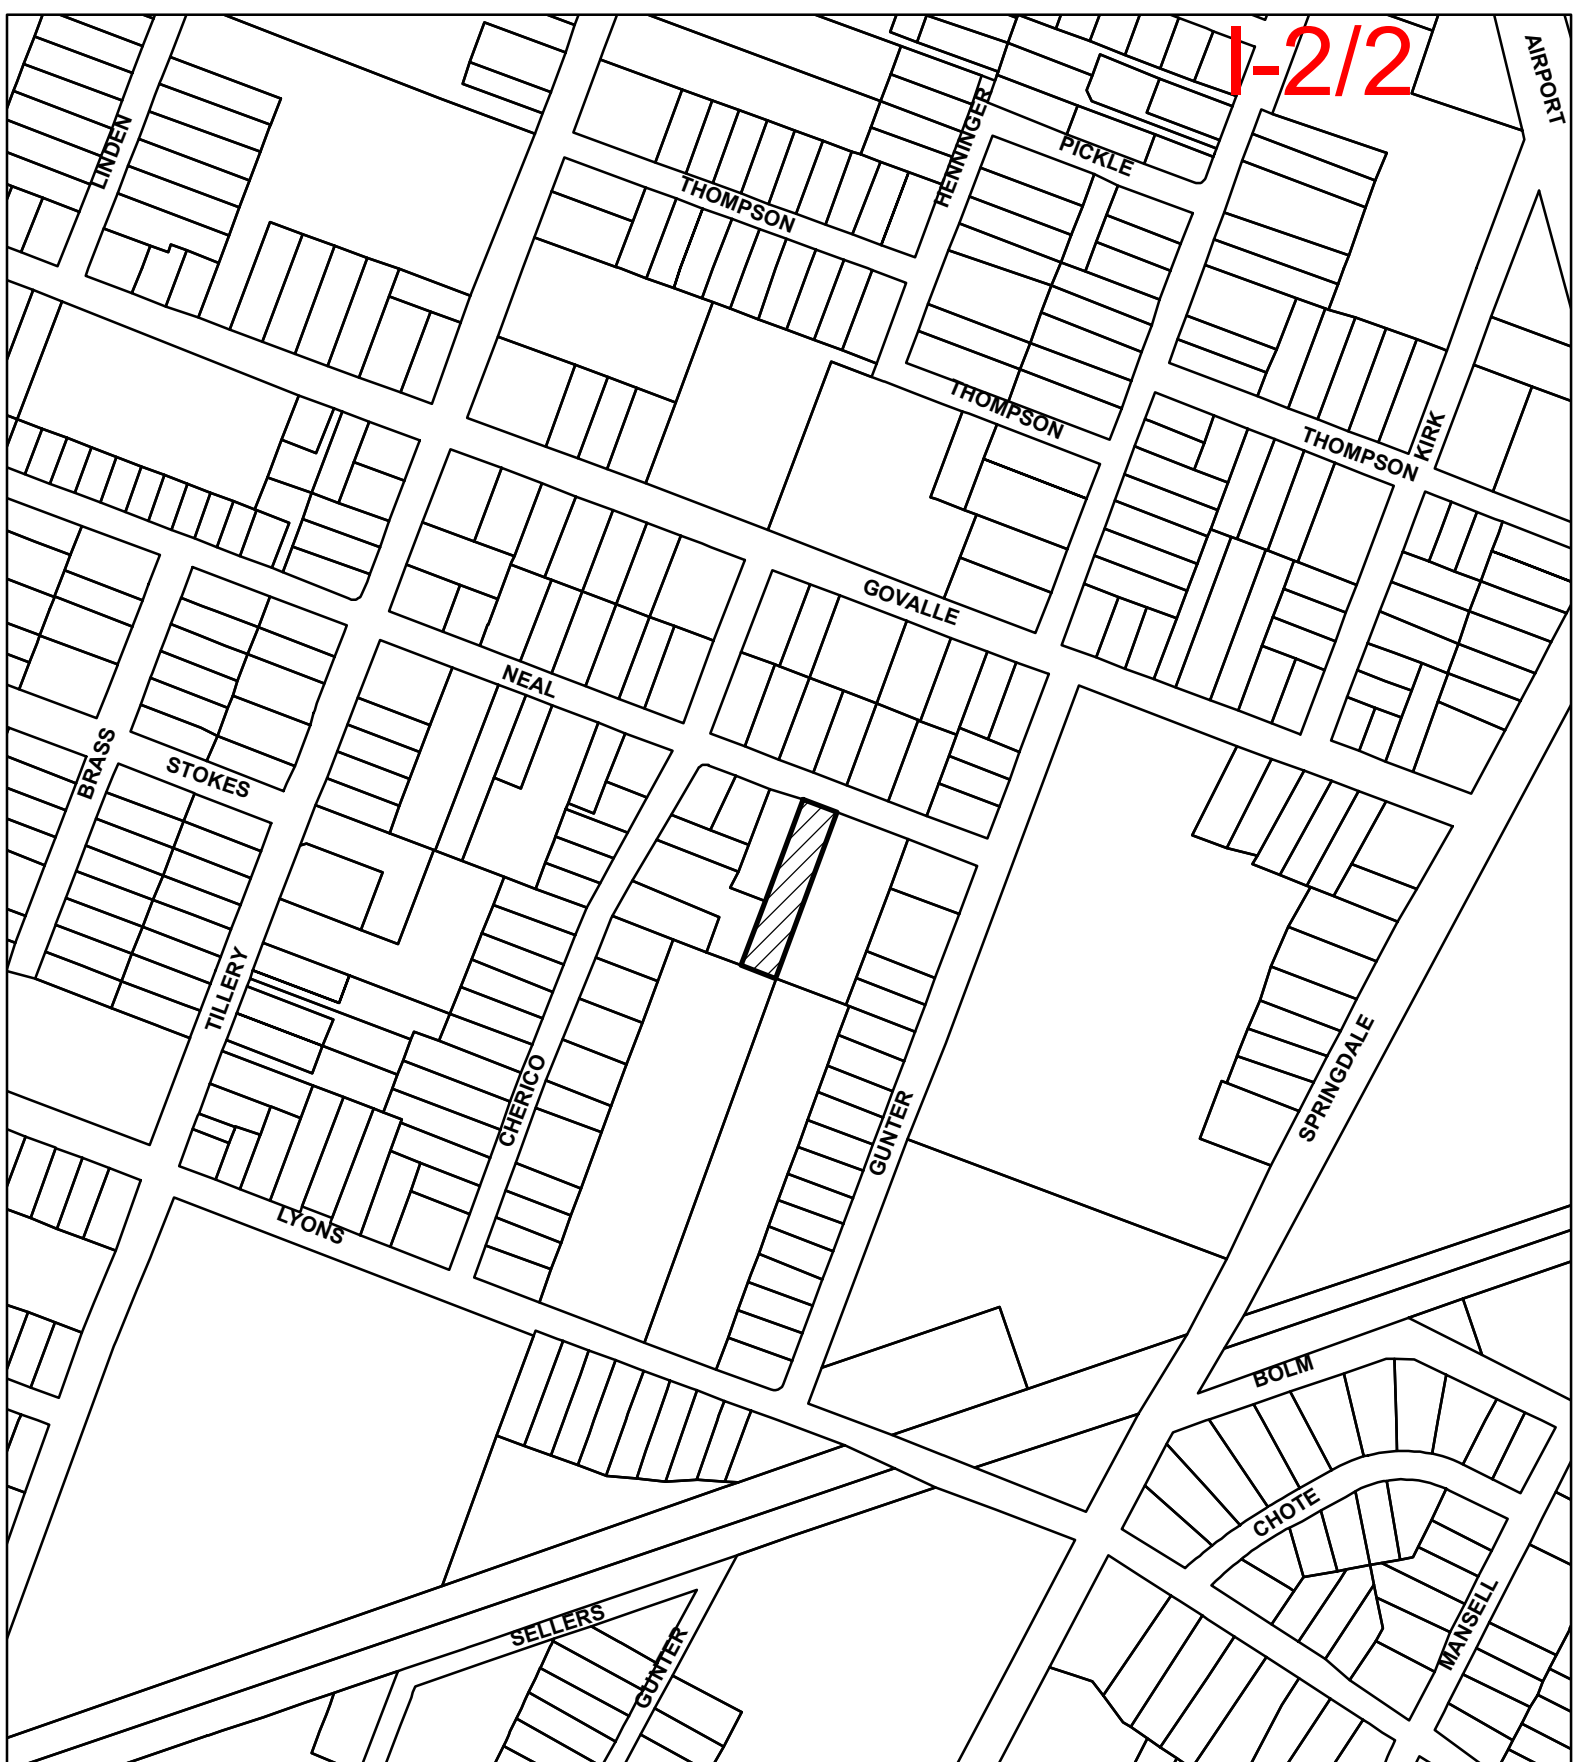 I-2/2
AIRPORT
LINDEN
HENNINGER
PICKLE
THOMPSON
THOMPSON
THOMPSON
KIRK
GOVALLE
NEAL
BRASS
STOKES
TILLERY
CHERICO
GUNTER
SPRINGDALE
LYONS
BOLM
CHOTE
MANSELL
SELLERS
GUNTER